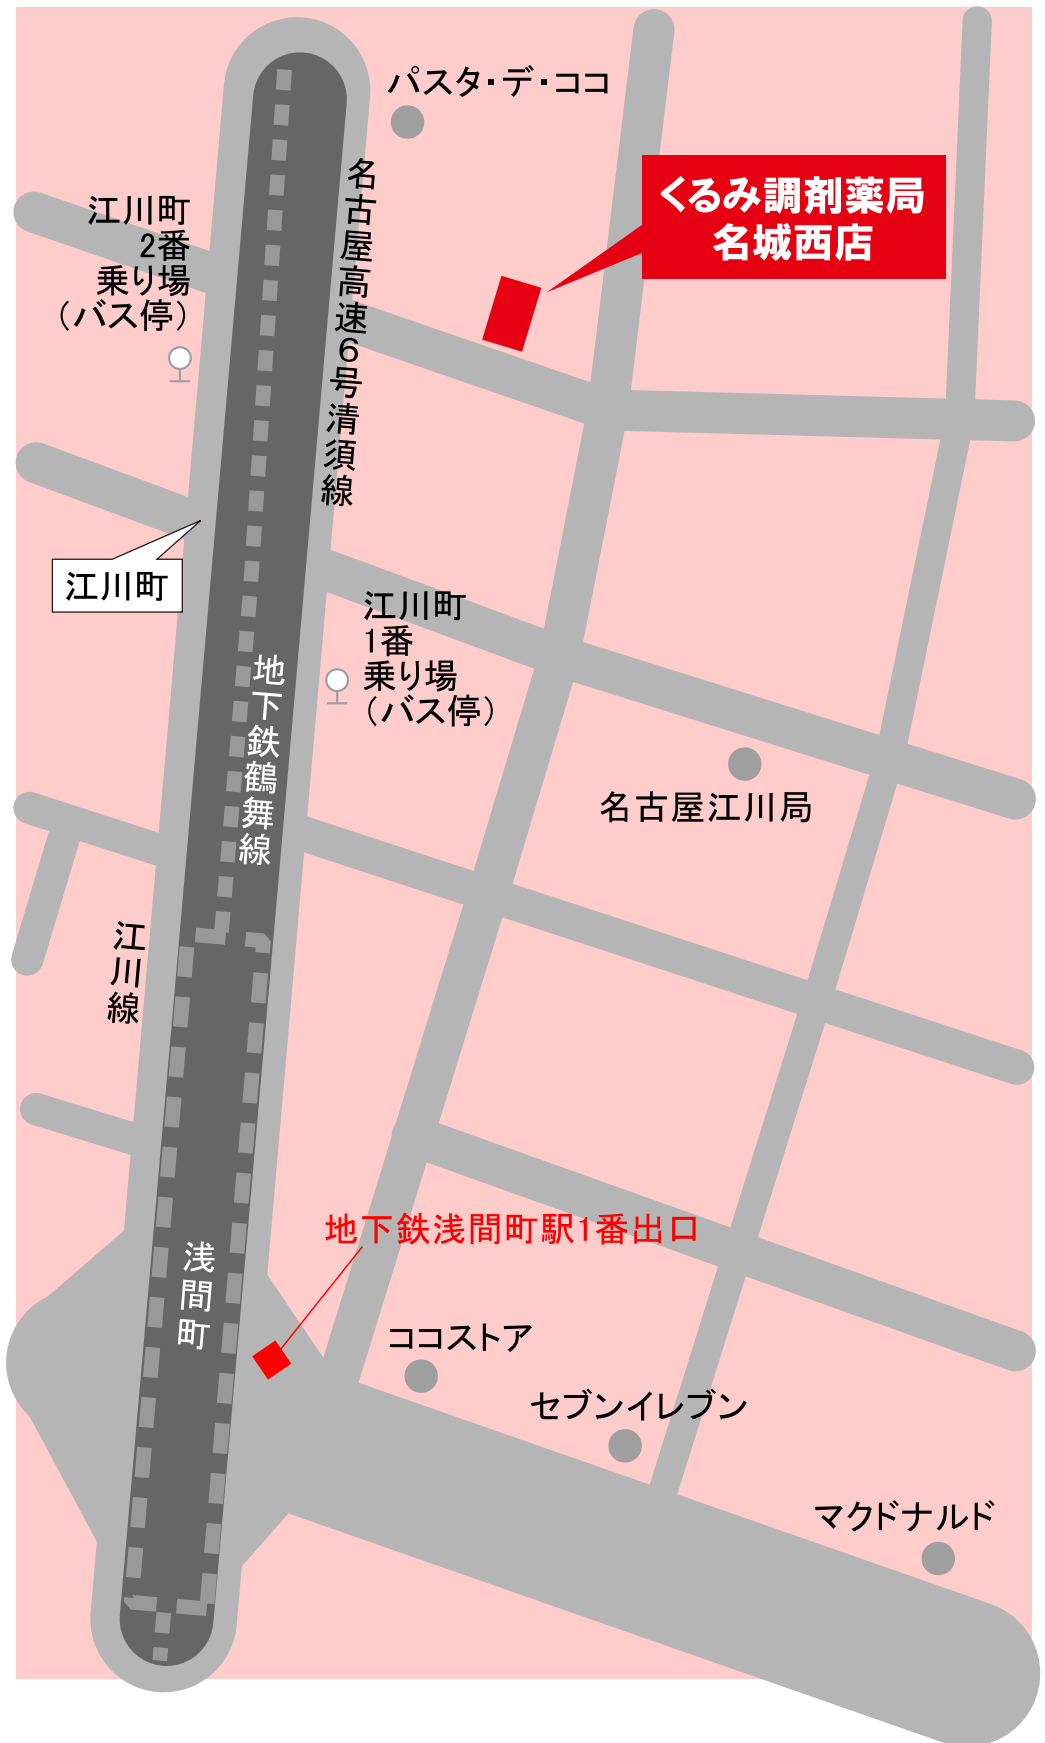 パスタ・デ・ココ
くるみ調剤薬局
名城西店
名古屋高速6号清須線
江川町
2番
乗り場
（バス停）
江川町
江川町
1番
乗り場
（バス停）
地下鉄鶴舞線
名古屋江川局
江川線
地下鉄浅間町駅1番出口
浅間町
ココストア
セブンイレブン
マクドナルド